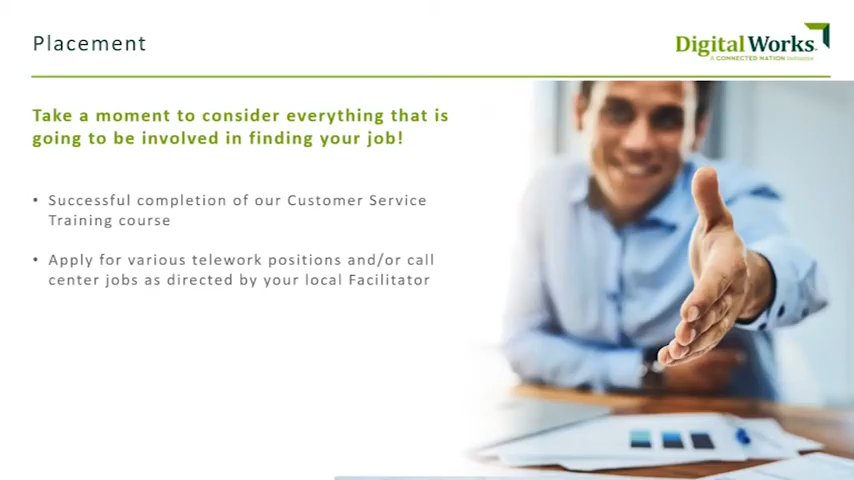 Placement
DigitalWorks
A CONNECTED NATION Initiative
Take a moment to consider everything that is
going to be involved in finding your job!
• Successful completion of our Customer Service
Training course
• Apply for various telework positions and/or call
center jobs as directed by your local Facilitator